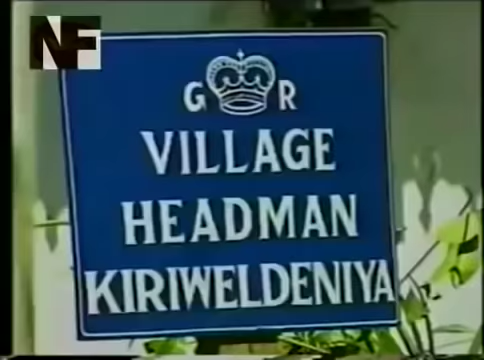 NF
G R
VILLAGE
HEADMAN
KIRIWELDENIYA